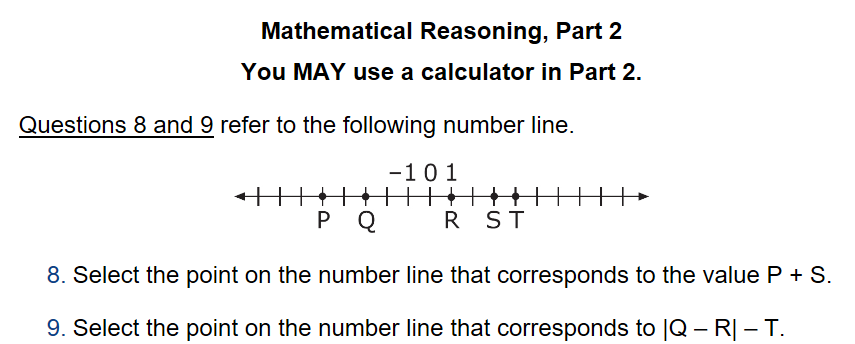 Mathematical Reasoning, Part 2
You MAY use a calculator in Part 2.
Questions 8 and 9 refer to the following number line.
−1 0 1
P Q R S T
8. Select the point on the number line that corresponds to the value P + S.
9. Select the point on the number line that corresponds to |Q – R| – T.